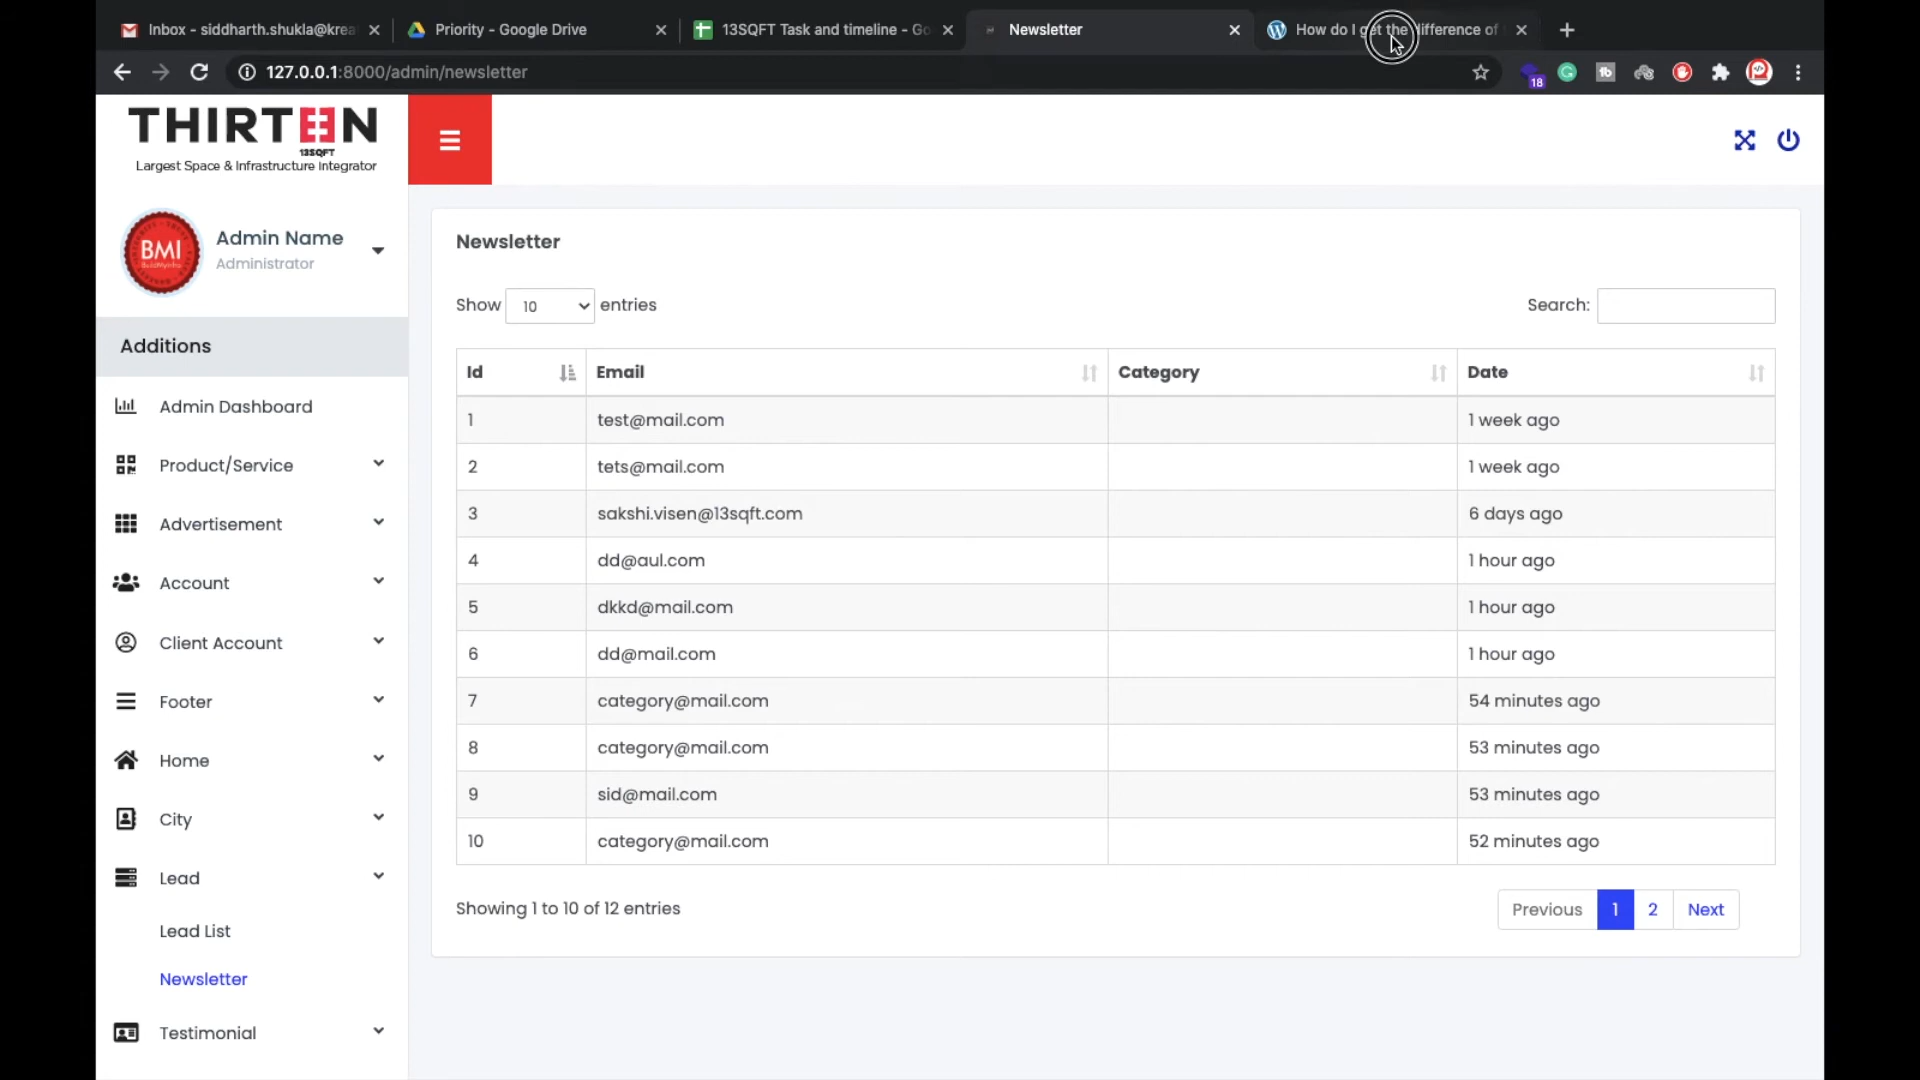 Inbox - siddharth.shukla@krea
Priority - Google Drive
13SQFT Task and timeline - Go
Newsletter
How do I get the difference of
127.0.0.1:8000/admin/newsletter
18
THIRTEEN
13SQFT
Largest Space & Infrastructure Integrator
BMI
BuildMyInfra
Admin Name
Administrator
Additions
Admin Dashboard
Product/Service
Advertisement
Account
Client Account
Footer
Home
City
Lead
Lead List
Newsletter
Testimonial
Newsletter
Show 10 entries
Search:
Id Email Category Date
1 test@mail.com 1 week ago
2 tets@mail.com 1 week ago
3 sakshi.visen@13sqft.com 6 days ago
4 dd@aul.com 1 hour ago
5 dkkd@mail.com 1 hour ago
6 dd@mail.com 1 hour ago
7 category@mail.com 54 minutes ago
8 category@mail.com 53 minutes ago
9 sid@mail.com 53 minutes ago
10 category@mail.com 52 minutes ago
Showing 1 to 10 of 12 entries
Previous 1 2 Next